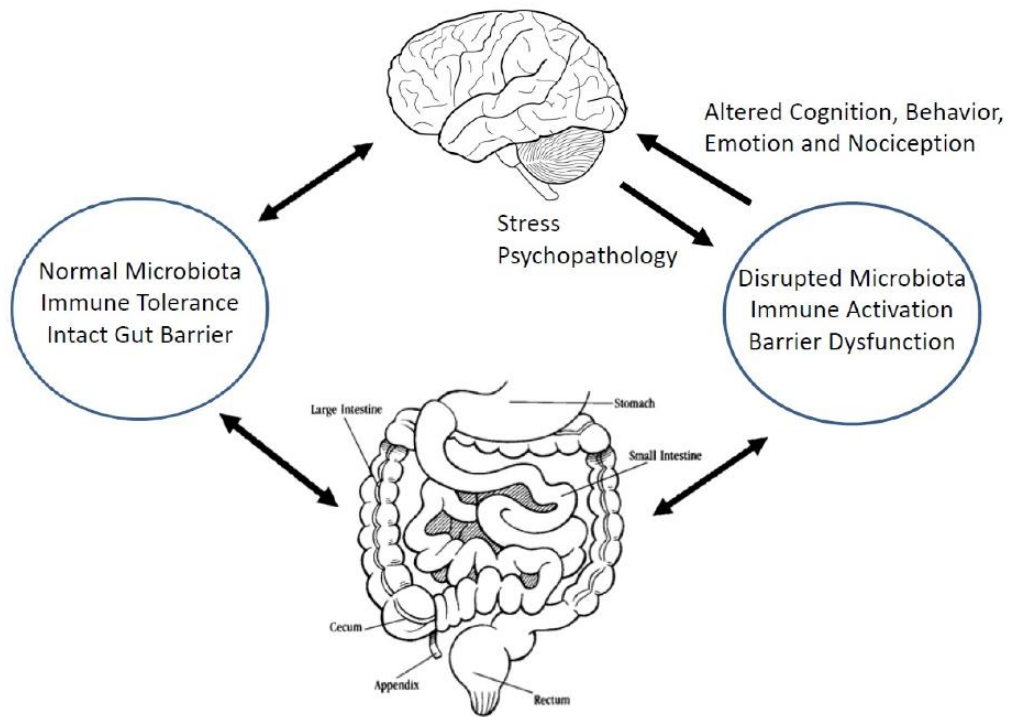 Altered Cognition, Behavior,
Emotion and Nociception
Stress
Psychopathology
Normal Microbiota
Immune Tolerance
Intact Gut Barrier
Disrupted Microbiota
Immune Activation
Barrier Dysfunction
Large Intestine
Stomach
Small Intestine
Cecum
Appendix
Rectum